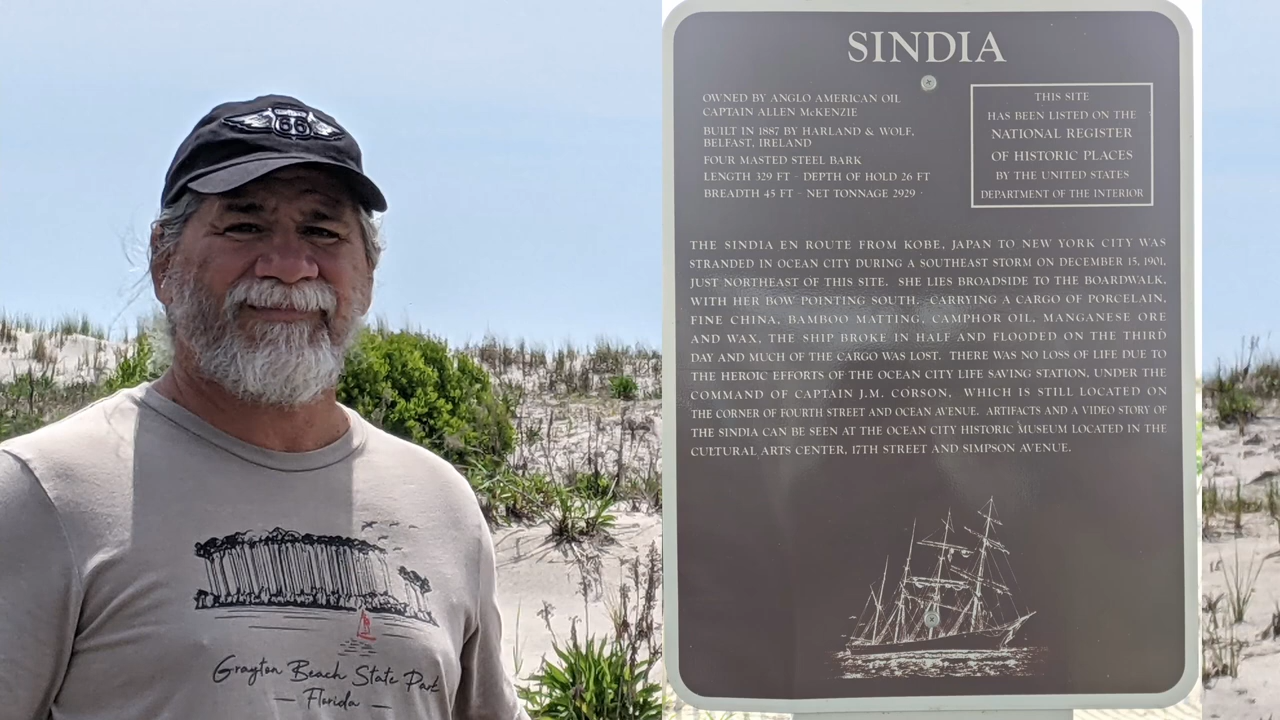 66
Grayton Beach State Park
Florida
SINDIA
OWNED BY ANGLO AMERICAN OIL
CAPTAIN ALLEN McKENZIE
BUILT IN 1887 BY HARLAND & WOLF,
BELFAST, IRELAND
FOUR MASTED STEEL BARK
LENGTH 329 FT - DEPTH OF HOLD 26 FT
BREADTH 45 FT - NET TONNAGE 2929
THIS SITE
HAS BEEN LISTED ON THE
NATIONAL REGISTER
OF HISTORIC PLACES
BY THE UNITED STATES
DEPARTMENT OF THE INTERIOR
THE SINDIA EN ROUTE FROM KOBE, JAPAN TO NEW YORK CITY WAS
STRANDED IN OCEAN CITY DURING A SOUTHEAST STORM ON DECEMBER 15, 1901,
JUST NORTHEAST OF THIS SITE. SHE LIES BROADSIDE TO THE BOARDWALK,
WITH HER BOW POINTING SOUTH. CARRYING A CARGO OF PORCELAIN,
FINE CHINA, BAMBOO MATTING, CAMPHOR OIL, MANGANESE ORE
AND WAX, THE SHIP BROKE IN HALF AND FLOODED ON THE THIRD
DAY AND MUCH OF THE CARGO WAS LOST. THERE WAS NO LOSS OF LIFE DUE TO
THE HEROIC EFFORTS OF THE OCEAN CITY LIFE SAVING STATION, UNDER THE
COMMAND OF CAPTAIN J.M. CORSON, WHICH IS STILL LOCATED ON
THE CORNER OF FOURTH STREET AND OCEAN AVENUE. ARTIFACTS AND A VIDEO STORY OF
THE SINDIA CAN BE SEEN AT THE OCEAN CITY HISTORIC MUSEUM LOCATED IN THE
CULTURAL ARTS CENTER, 17TH STREET AND SIMPSON AVENUE.